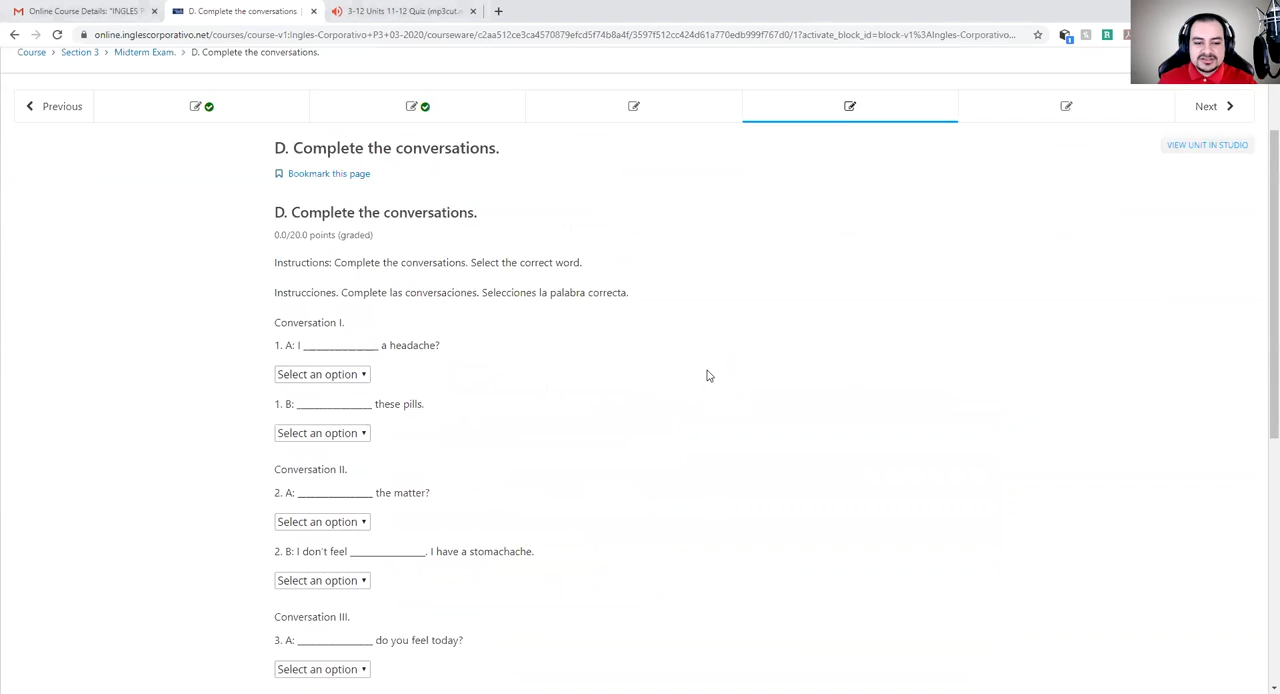 Online Course Details: "INGLES P
D. Complete the conversations
3-12 Units 11-12 Quiz (mp3cut.n
online.inglescorporativo.net/courses/course-v1:Ingles-Corporativo+P3+03-2020/courseware/c2aa512ce3ca4570879efcd5f74b8a4f/3597f512cc424d61a770edb999f767d0/1?activate_block_id=block-v1%3AIngles-Corporativo...
Course > Section 3 > Midterm Exam. > D. Complete the conversations.
Previous
Next
D. Complete the conversations.
VIEW UNIT IN STUDIO
Bookmark this page
D. Complete the conversations.
0.0/20.0 points (graded)
Instructions: Complete the conversations. Select the correct word.
Instrucciones. Complete las conversaciones. Selecciones la palabra correcta.
Conversation I.
1. A: I _______________ a headache?
Select an option
1. B: _______________ these pills.
Select an option
Conversation II.
2. A: _______________ the matter?
Select an option
2. B: I don't feel _______________. I have a stomachache.
Select an option
Conversation III.
3. A: _______________ do you feel today?
Select an option